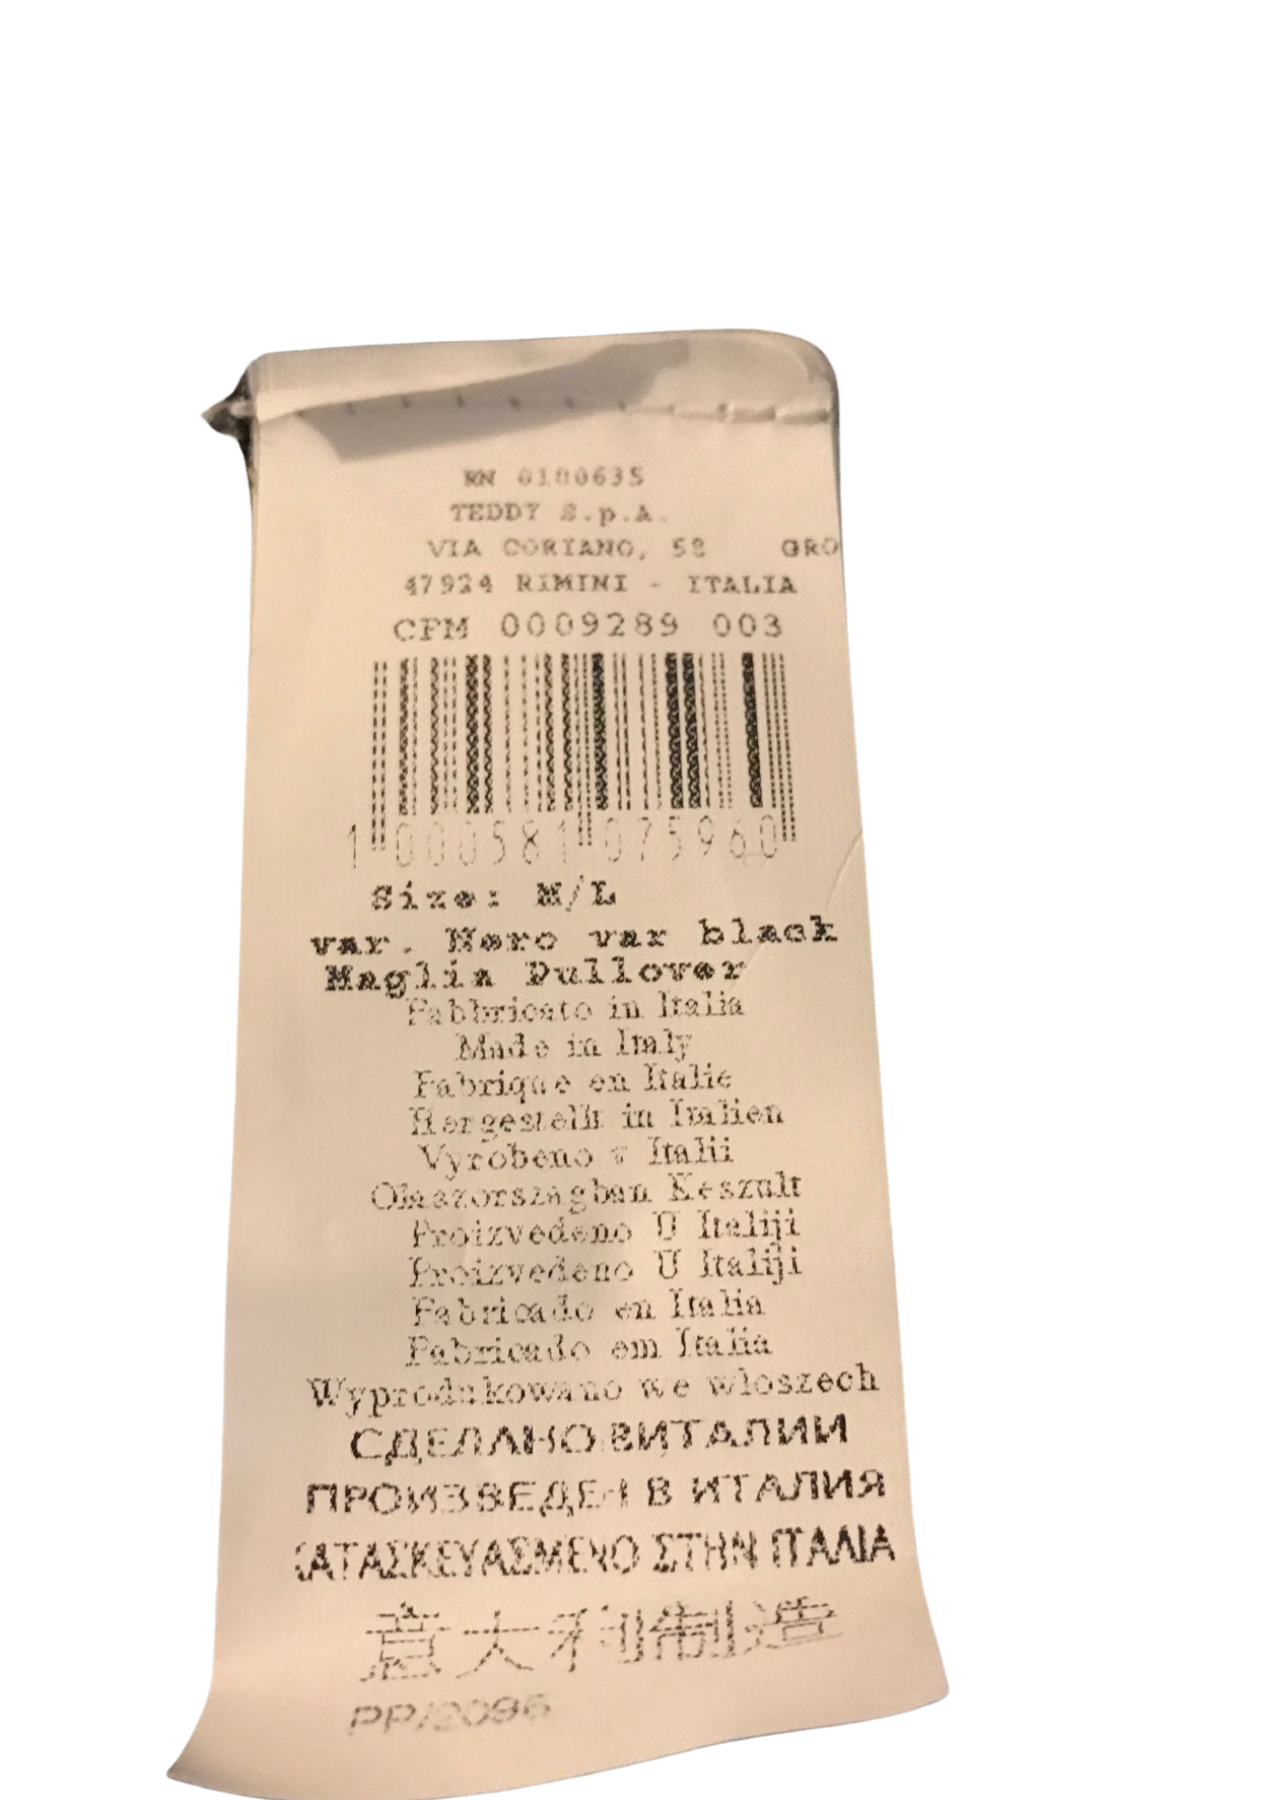 RN 0100635
TEDDY S.p.A.
VIA CORIANO, 58 GRO
47924 RIMINI - ITALIA
CPM 0009289 003
1 000581 075960
Size: M/L
var. Nero var black
Maglia Pullover
Fabbricato in Italia
Made in Italy
Fabrique en Italie
Hergestellt in Italien
Vyrobeno v Italii
Olaszorszagban Keszult
Proizvedeno U Italiji
Proizvedeno U Italiji
Fabricado en Italia
Fabricado em Italia
Wyprodukowano we wloszech
СДЕЛАНО В ИТАЛИИ
ПРОИЗВЕДЕН В ИТАЛИЯ
ΚΑΤΑΣΚΕΥΑΣΜΕΝΟ ΣΤΗΝ ΙΤΑΛΙΑ
意大利制造
PP/2095